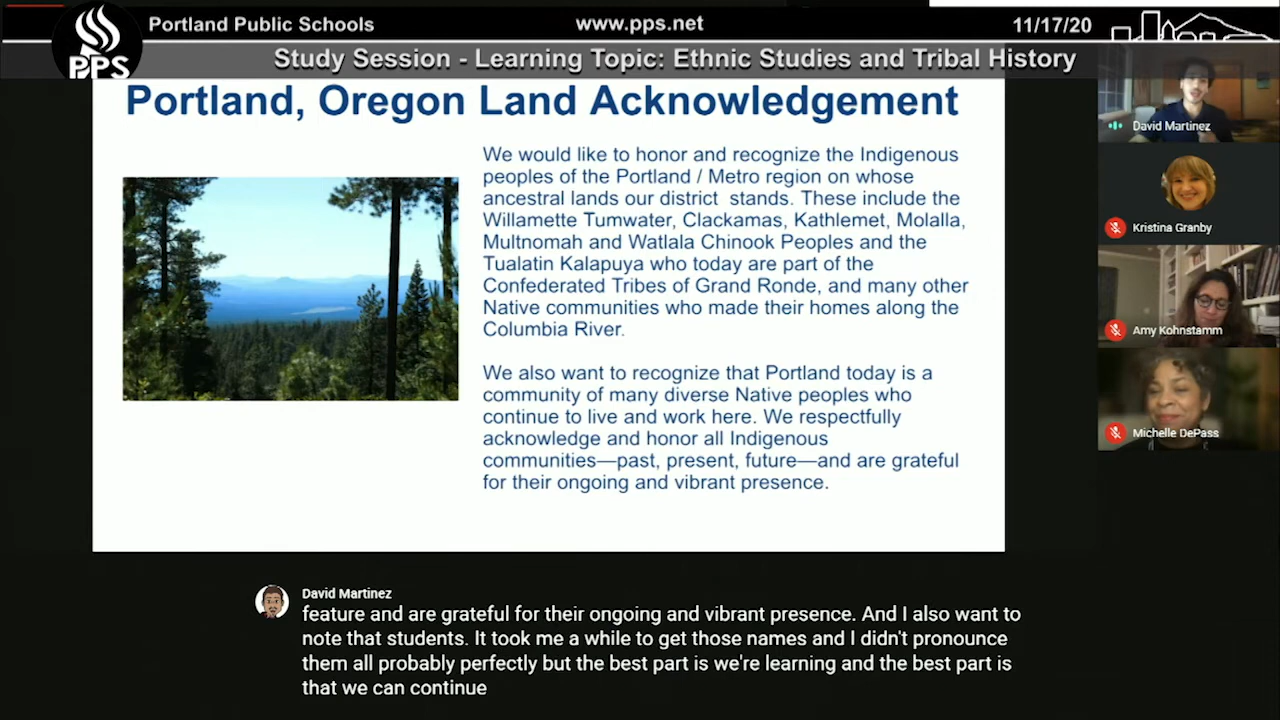 Portland Public Schools
www.pps.net
11/17/20
PPS
Study Session - Learning Topic: Ethnic Studies and Tribal History
Portland, Oregon Land Acknowledgement
We would like to honor and recognize the Indigenous
peoples of the Portland / Metro region on whose
ancestral lands our district stands. These include the
Willamette Tumwater, Clackamas, Kathlemet, Molalla,
Multnomah and Watlala Chinook Peoples and the
Tualatin Kalapuya who today are part of the
Confederated Tribes of Grand Ronde, and many other
Native communities who made their homes along the
Columbia River.
We also want to recognize that Portland today is a
community of many diverse Native peoples who
continue to live and work here. We respectfully
acknowledge and honor all Indigenous
communities—past, present, future—and are grateful
for their ongoing and vibrant presence.
David Martinez
Kristina Granby
Amy Kohnstamm
Michelle DePass
David Martinez
feature and are grateful for their ongoing and vibrant presence. And I also want to
note that students. It took me a while to get those names and I didn't pronounce
them all probably perfectly but the best part is we're learning and the best part is
that we can continue